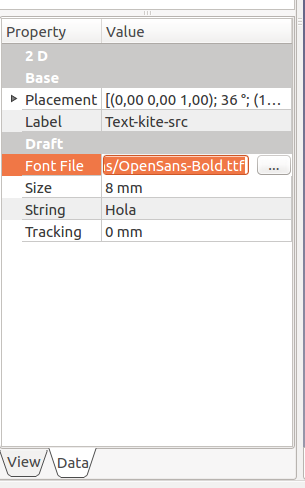 Property Value
2 D
Base
Placement [(0,00 0,00 1,00); 36 °; (1...
Label Text-kite-src
Draft
Font File s/OpenSans-Bold.ttf ...
Size 8 mm
String Hola
Tracking 0 mm
View Data